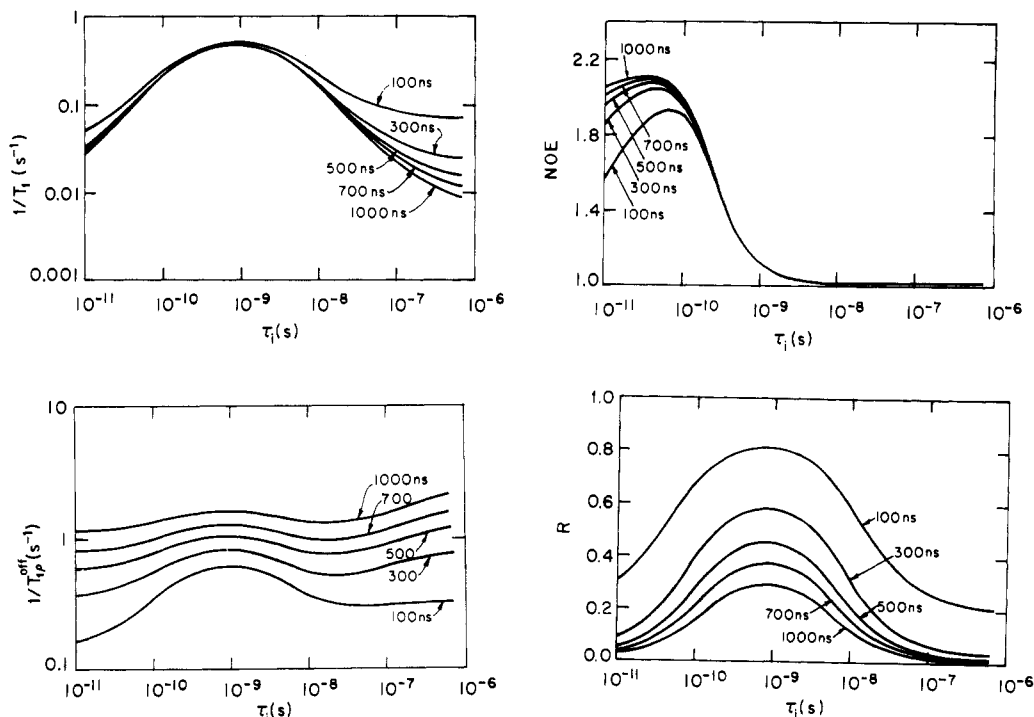 1
0.1
0.01
0.001
1/T₁ (s⁻¹)
100ns
300ns
500ns
700ns
1000ns
10⁻¹¹ 10⁻¹⁰ 10⁻⁹ 10⁻⁸ 10⁻⁷ 10⁻⁶
τᵢ(s)
2.2
1.8
1.4
1.0
NOE
1000ns
700ns
500ns
300ns
100ns
10⁻¹¹ 10⁻¹⁰ 10⁻⁹ 10⁻⁸ 10⁻⁷ 10⁻⁶
τᵢ(s)
10
1
0.1
1/T₁ρᵒᶠᶠ(s⁻¹)
1000ns
700
500
300
100ns
10⁻¹¹ 10⁻¹⁰ 10⁻⁹ 10⁻⁸ 10⁻⁷ 10⁻⁶
τᵢ(s)
1.0
0.8
0.6
0.4
0.2
0.0
R
100ns
300ns
500ns
700ns
1000ns
10⁻¹¹ 10⁻¹⁰ 10⁻⁹ 10⁻⁸ 10⁻⁷ 10⁻⁶
τᵢ(s)